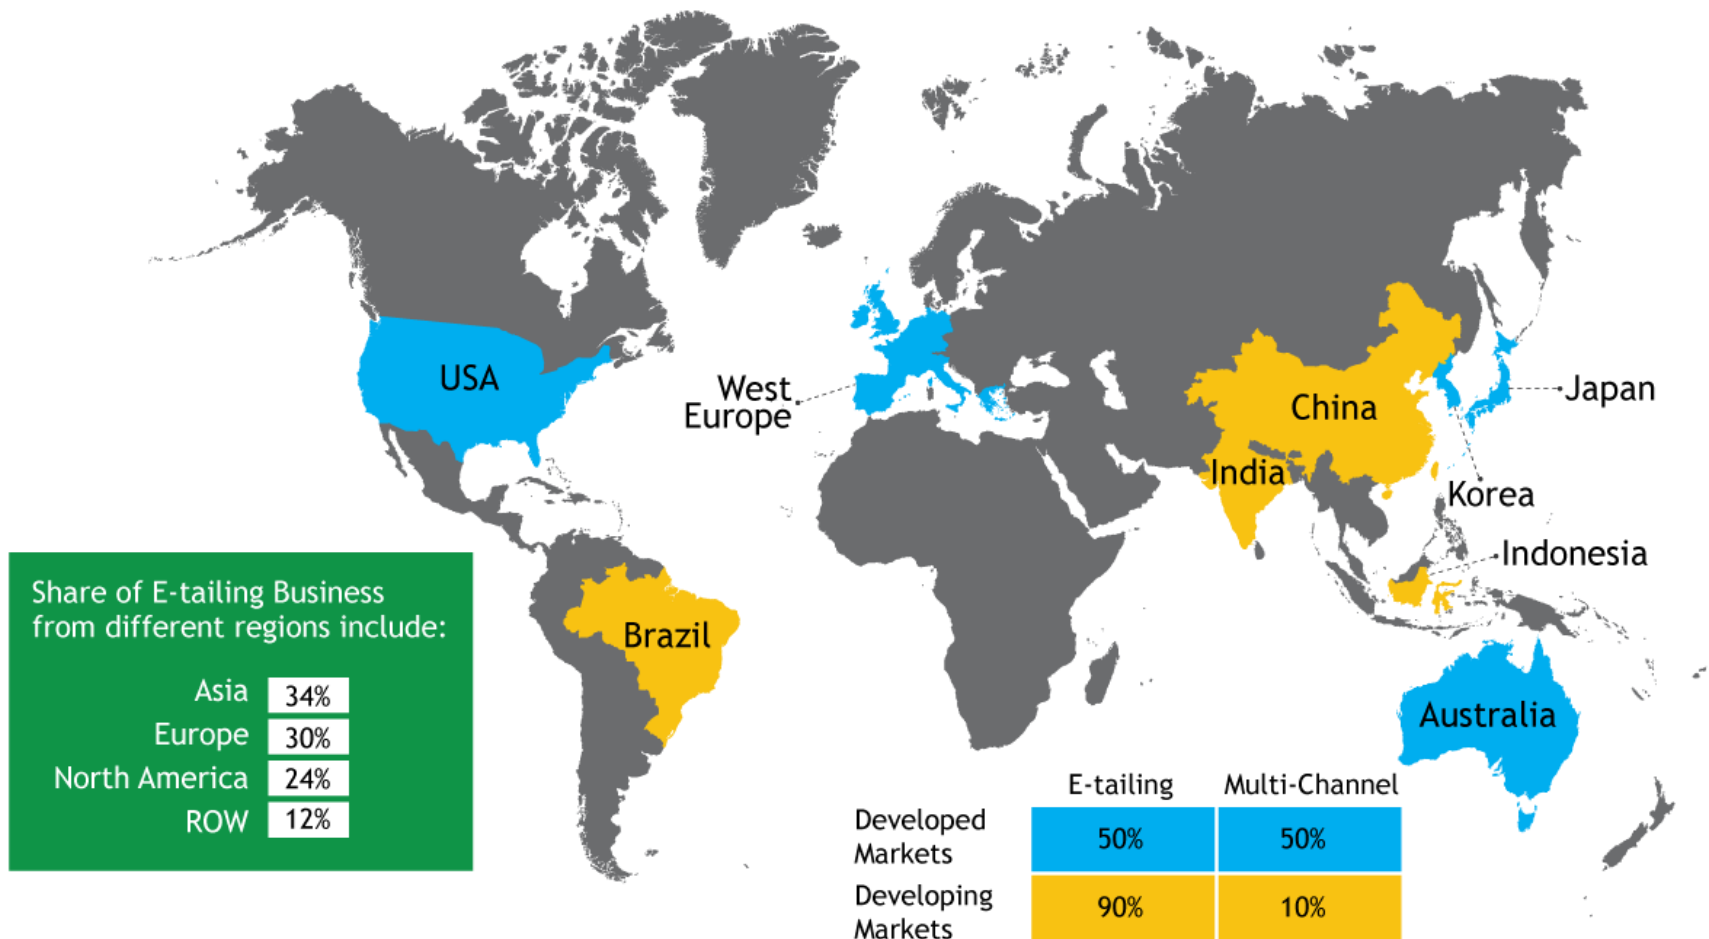 USA
West
Europe
China
Japan
India
Korea
Indonesia
Brazil
Australia
Share of E-tailing Business
from different regions include:
Asia 34%
Europe 30%
North America 24%
ROW 12%
E-tailing Multi-Channel
Developed
Markets 50% 50%
Developing
Markets 90% 10%